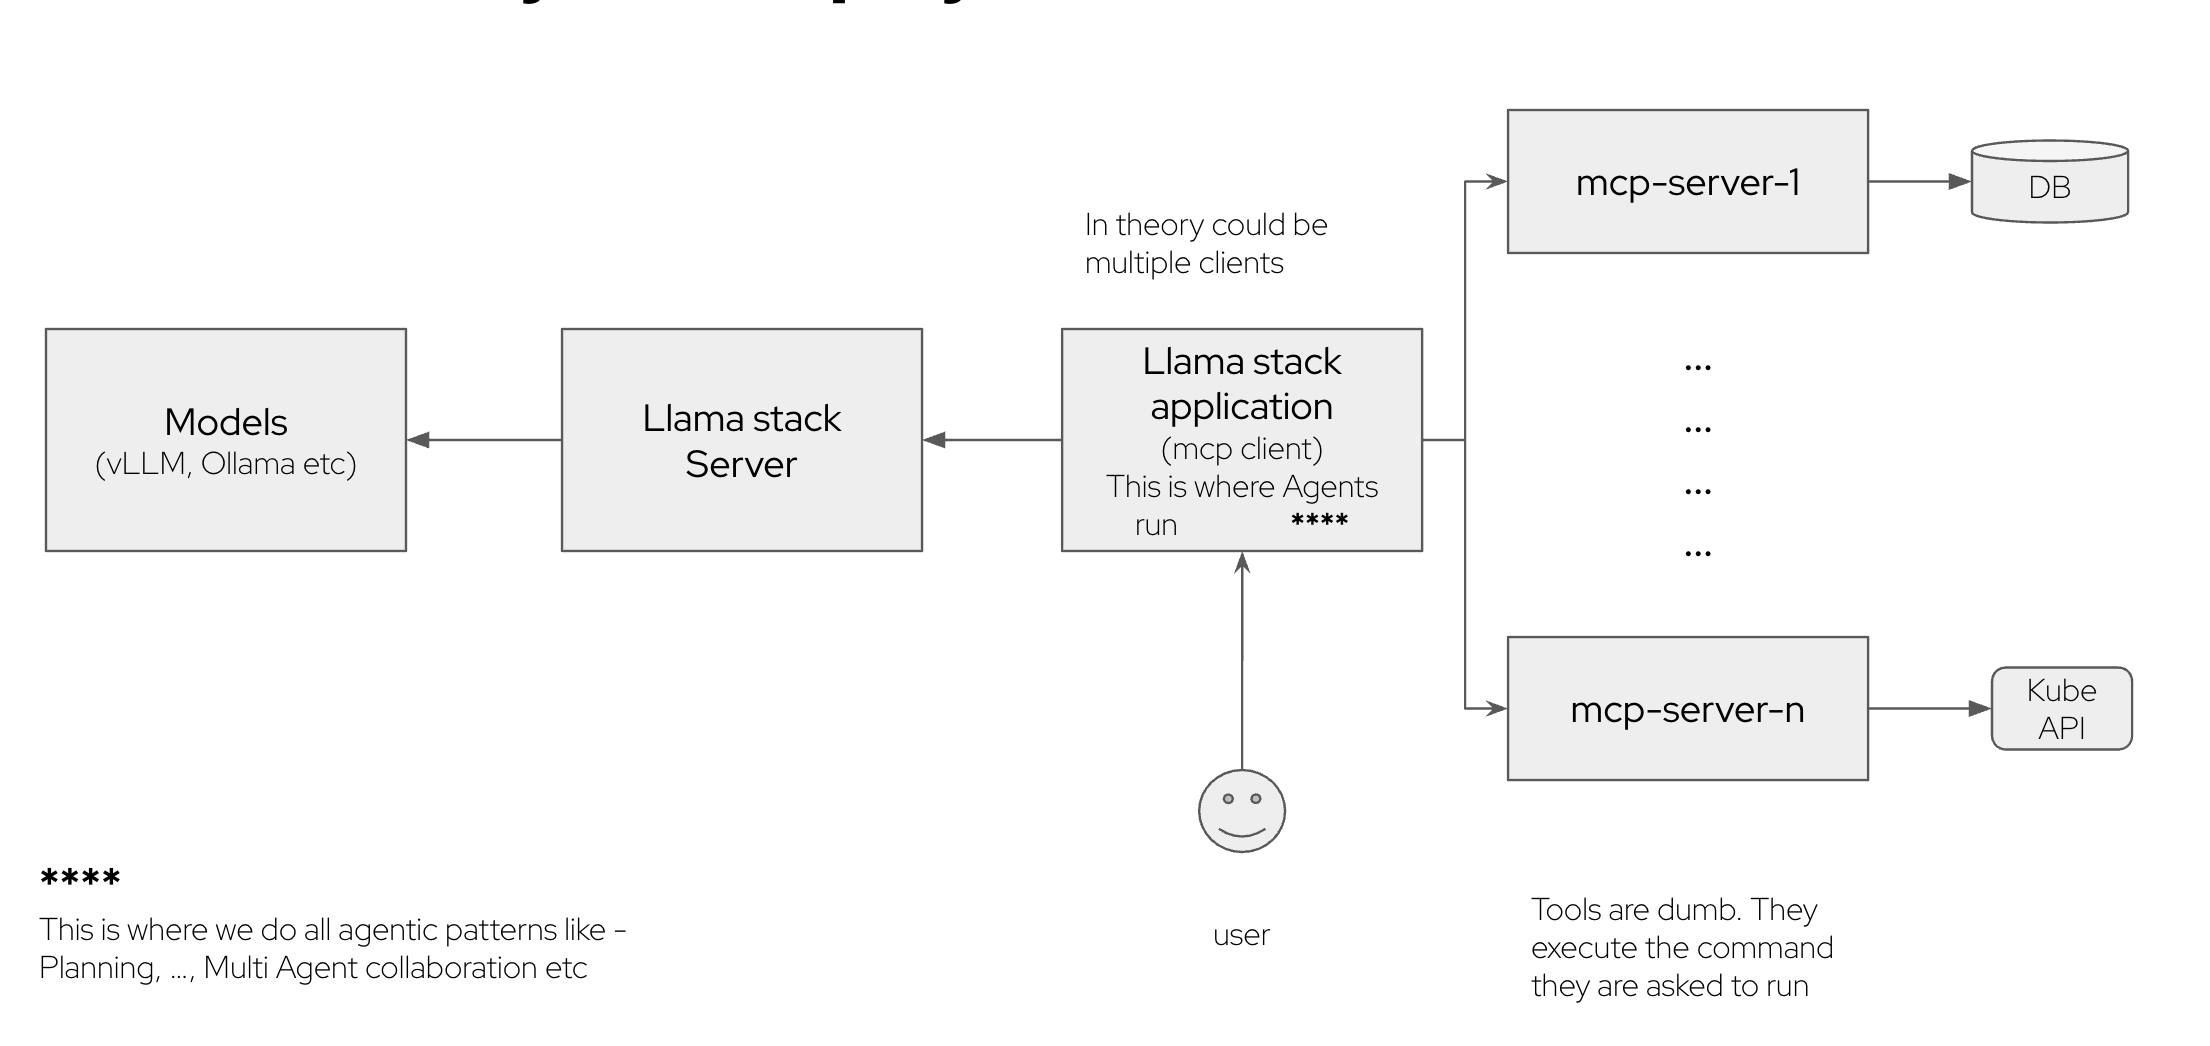 mcp-server-1
DB
In theory could be
multiple clients
Models
(vLLM, Ollama etc)
Llama stack
Server
Llama stack
application
(mcp client)
This is where Agents
run ****
...
...
...
...
mcp-server-n
Kube
API
user
****
This is where we do all agentic patterns like -
Planning, ..., Multi Agent collaboration etc
Tools are dumb. They
execute the command
they are asked to run